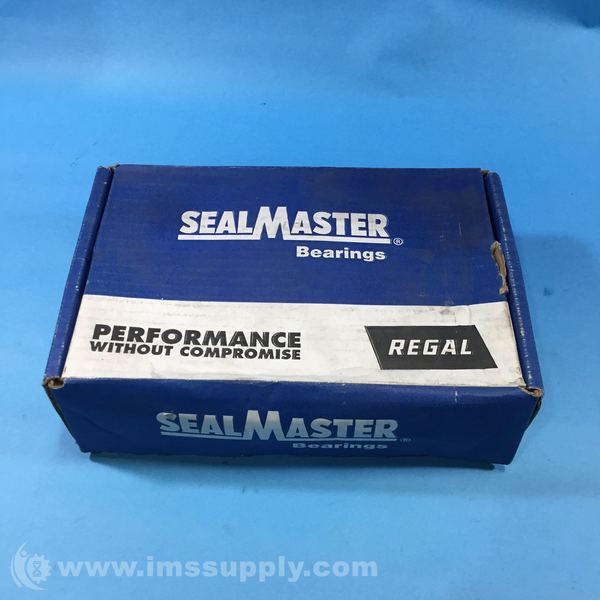 SEALMASTER®
Bearings
PERFORMANCE
WITHOUT COMPROMISE
REGAL
SEALMASTER®
Bearings
www.imssupply.com